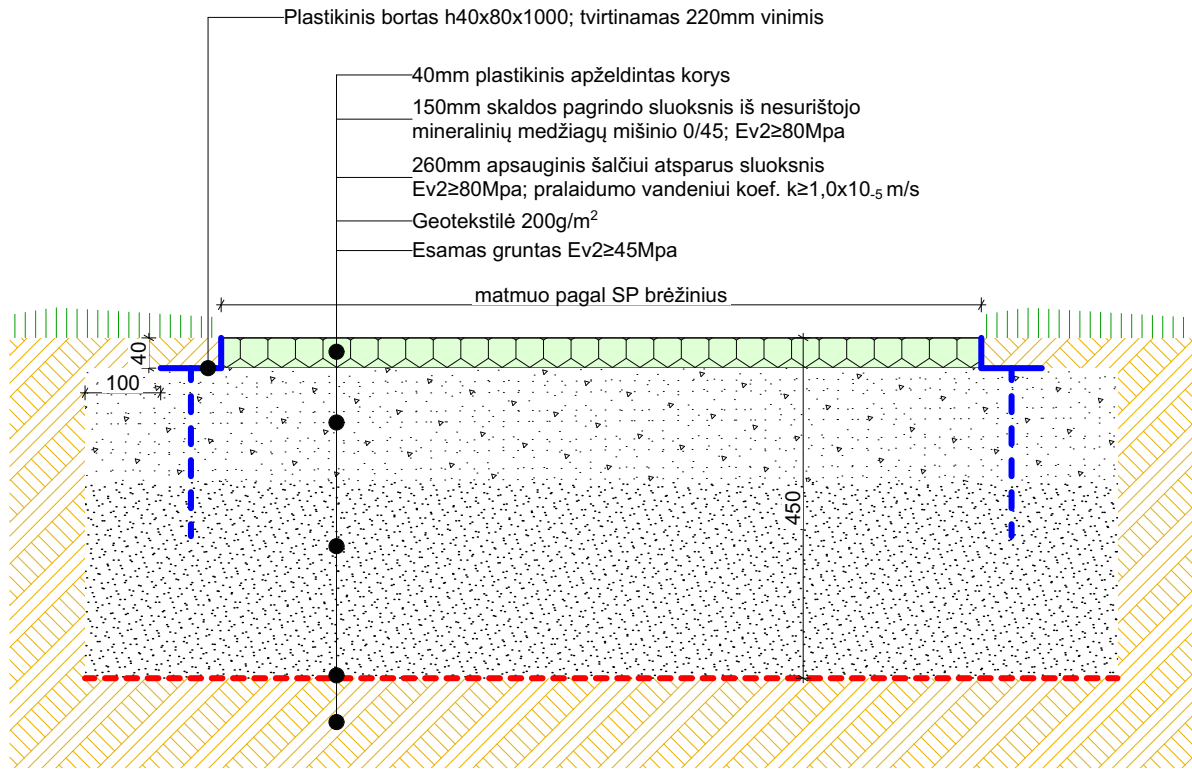 Plastikinis bortas h40x80x1000; tvirtinamas 220mm vinimis
40mm plastikinis apželdintas korys
150mm skaldos pagrindo sluoksnis iš nesurištojo
mineralinių medžiagų mišinio 0/45; Ev2≥80Mpa
260mm apsauginis šalčiui atsparus sluoksnis
Ev2≥80Mpa; pralaidumo vandeniui koef. k≥1,0x10₋₅ m/s
Geotekstilė 200g/m²
Esamas gruntas Ev2≥45Mpa
matmuo pagal SP brėžinius
40
100
450